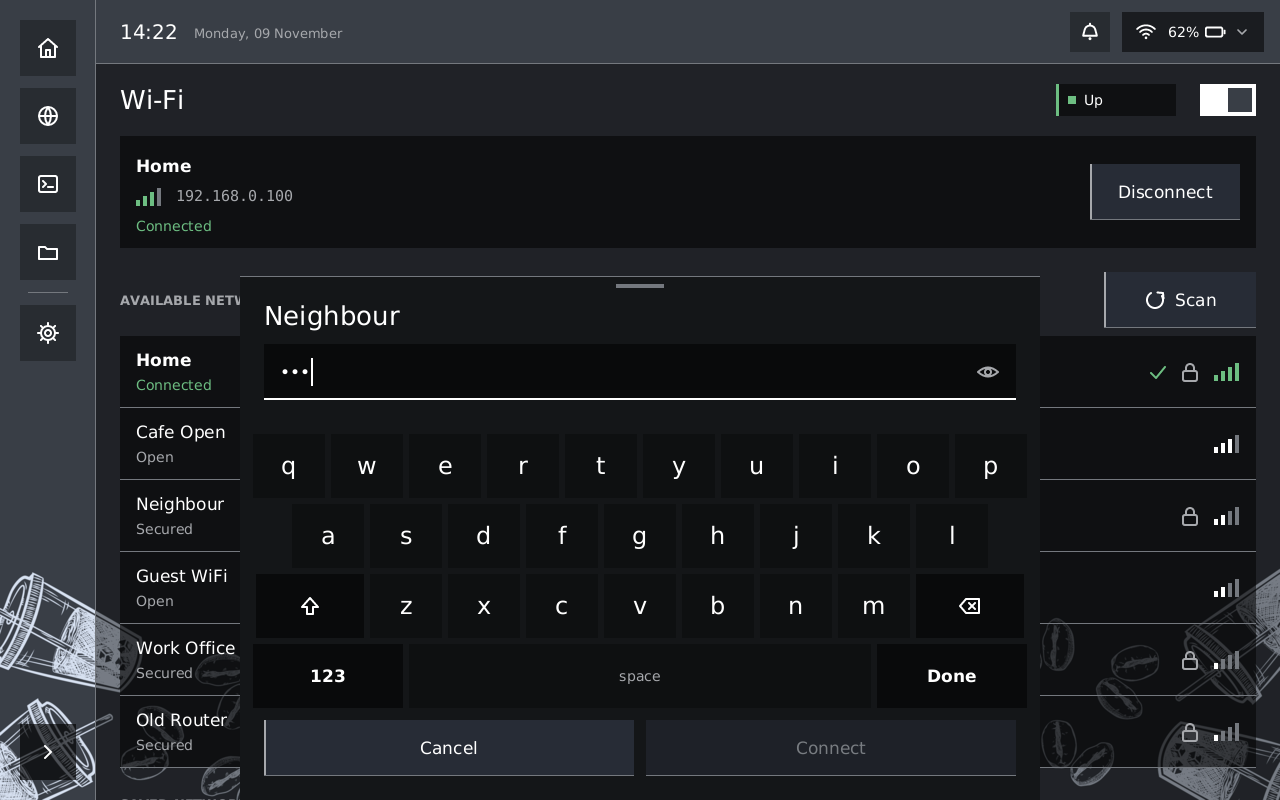 14:22 Monday, 09 November
62%
Wi-Fi
Up
Home
192.168.0.100
Connected
Disconnect
AVAILABLE
Scan
Home
Connected
Cafe Open
Open
Neighbour
Secured
Guest WiFi
Open
Work Office
Secured
Old Router
Secured
Neighbour
•••
q w e r t y u i o p
a s d f g h j k l
z x c v b n m
123 space Done
Cancel Connect